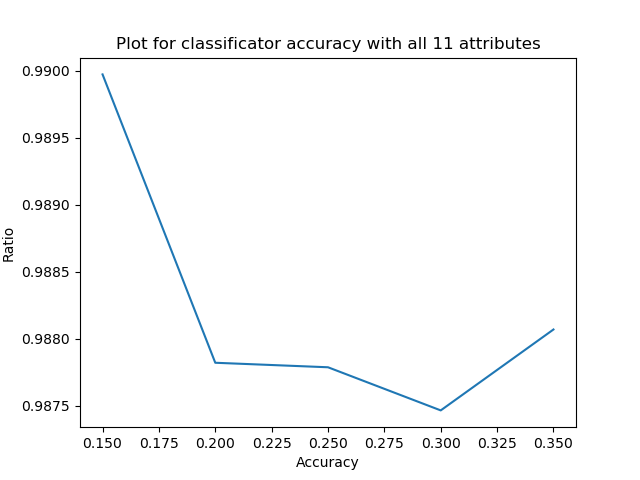 Plot for classificator accuracy with all 11 attributes
0.9900
0.9895
0.9890
0.9885
0.9880
0.9875
Ratio
0.150 0.175 0.200 0.225 0.250 0.275 0.300 0.325 0.350
Accuracy